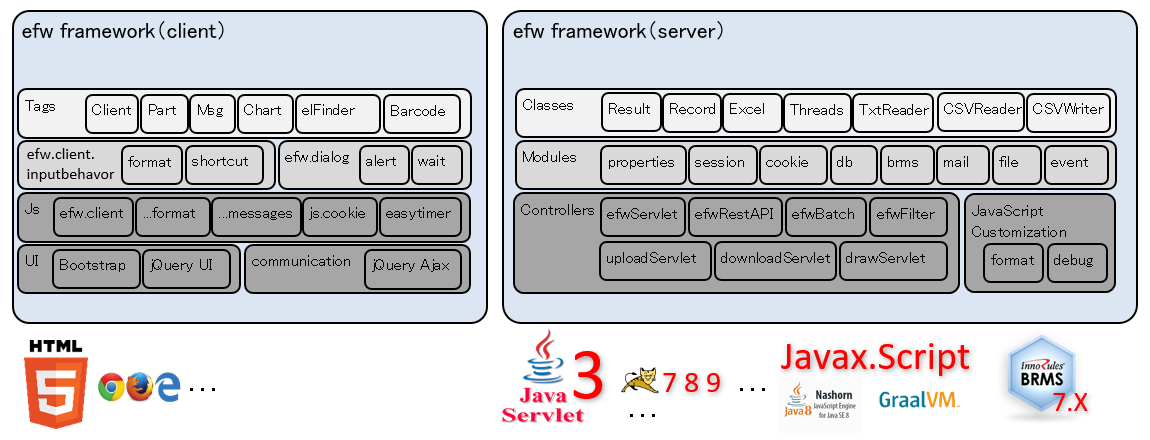 efw framework（client）
Tags
Client
Part
Msg
Chart
elFinder
Barcode
efw.client.
inputbehavor
format
shortcut
efw.dialog
alert
wait
Js
efw.client
...format
...messages
js.cookie
easytimer
UI
Bootstrap
jQuery UI
communication
jQuery Ajax
HTML
5
...
efw framework（server）
Classes
Result
Record
Excel
Threads
TxtReader
CSVReader
CSVWriter
Modules
properties
session
cookie
db
brms
mail
file
event
Controllers
efwServlet
efwRestAPI
efwBatch
efwFilter
uploadServlet
downloadServlet
drawServlet
JavaScript
Customization
format
debug
Java
Servlet
3
7 8 9
...
...
Javax.Script
Java8
Nashorn
JavaScript Engine
for Java SE 8
GraalVM™
InnoRules®
BRMS
7.X